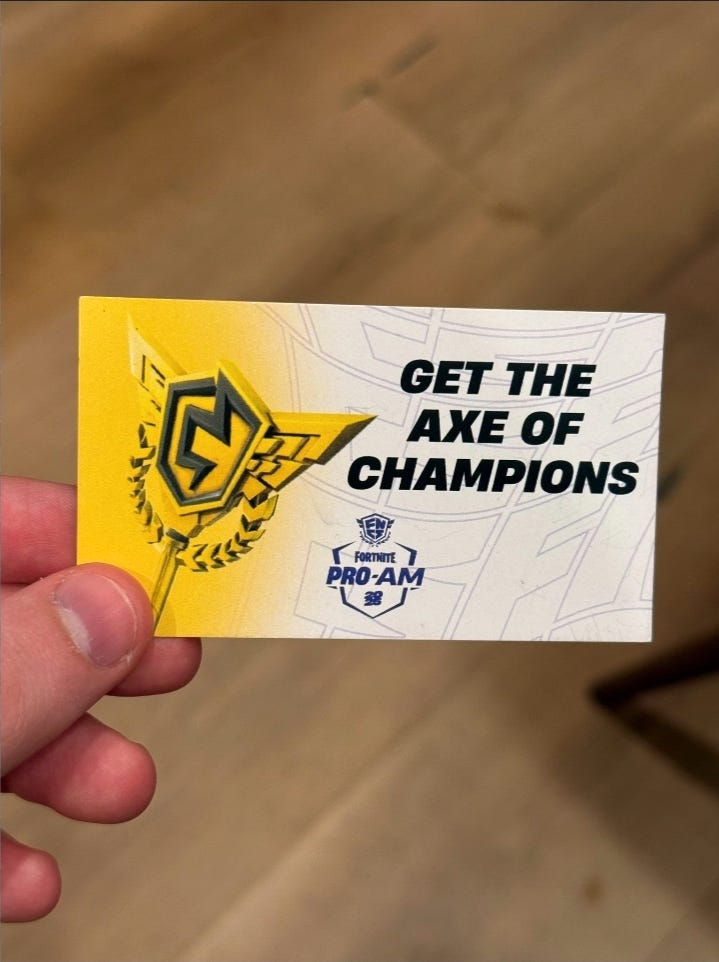 GET THE
AXE OF
CHAMPIONS
FORTNITE
PRO-AM